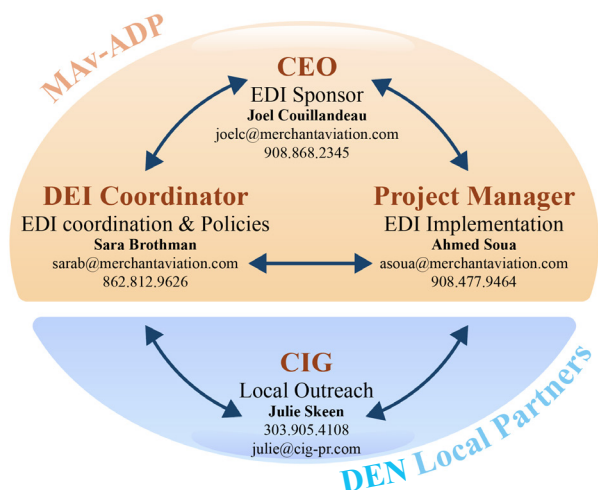 MAv-ADP
CEO
EDI Sponsor
Joel Couillandeau
joelc@merchantaviation.com
908.868.2345
DEI Coordinator
EDI coordination & Policies
Sara Brothman
sarab@merchantaviation.com
862.812.9626
Project Manager
EDI Implementation
Ahmed Soua
asoua@merchantaviation.com
908.477.9464
CIG
Local Outreach
Julie Skeen
303.905.4108
julie@cig-pr.com
DEN Local Partners